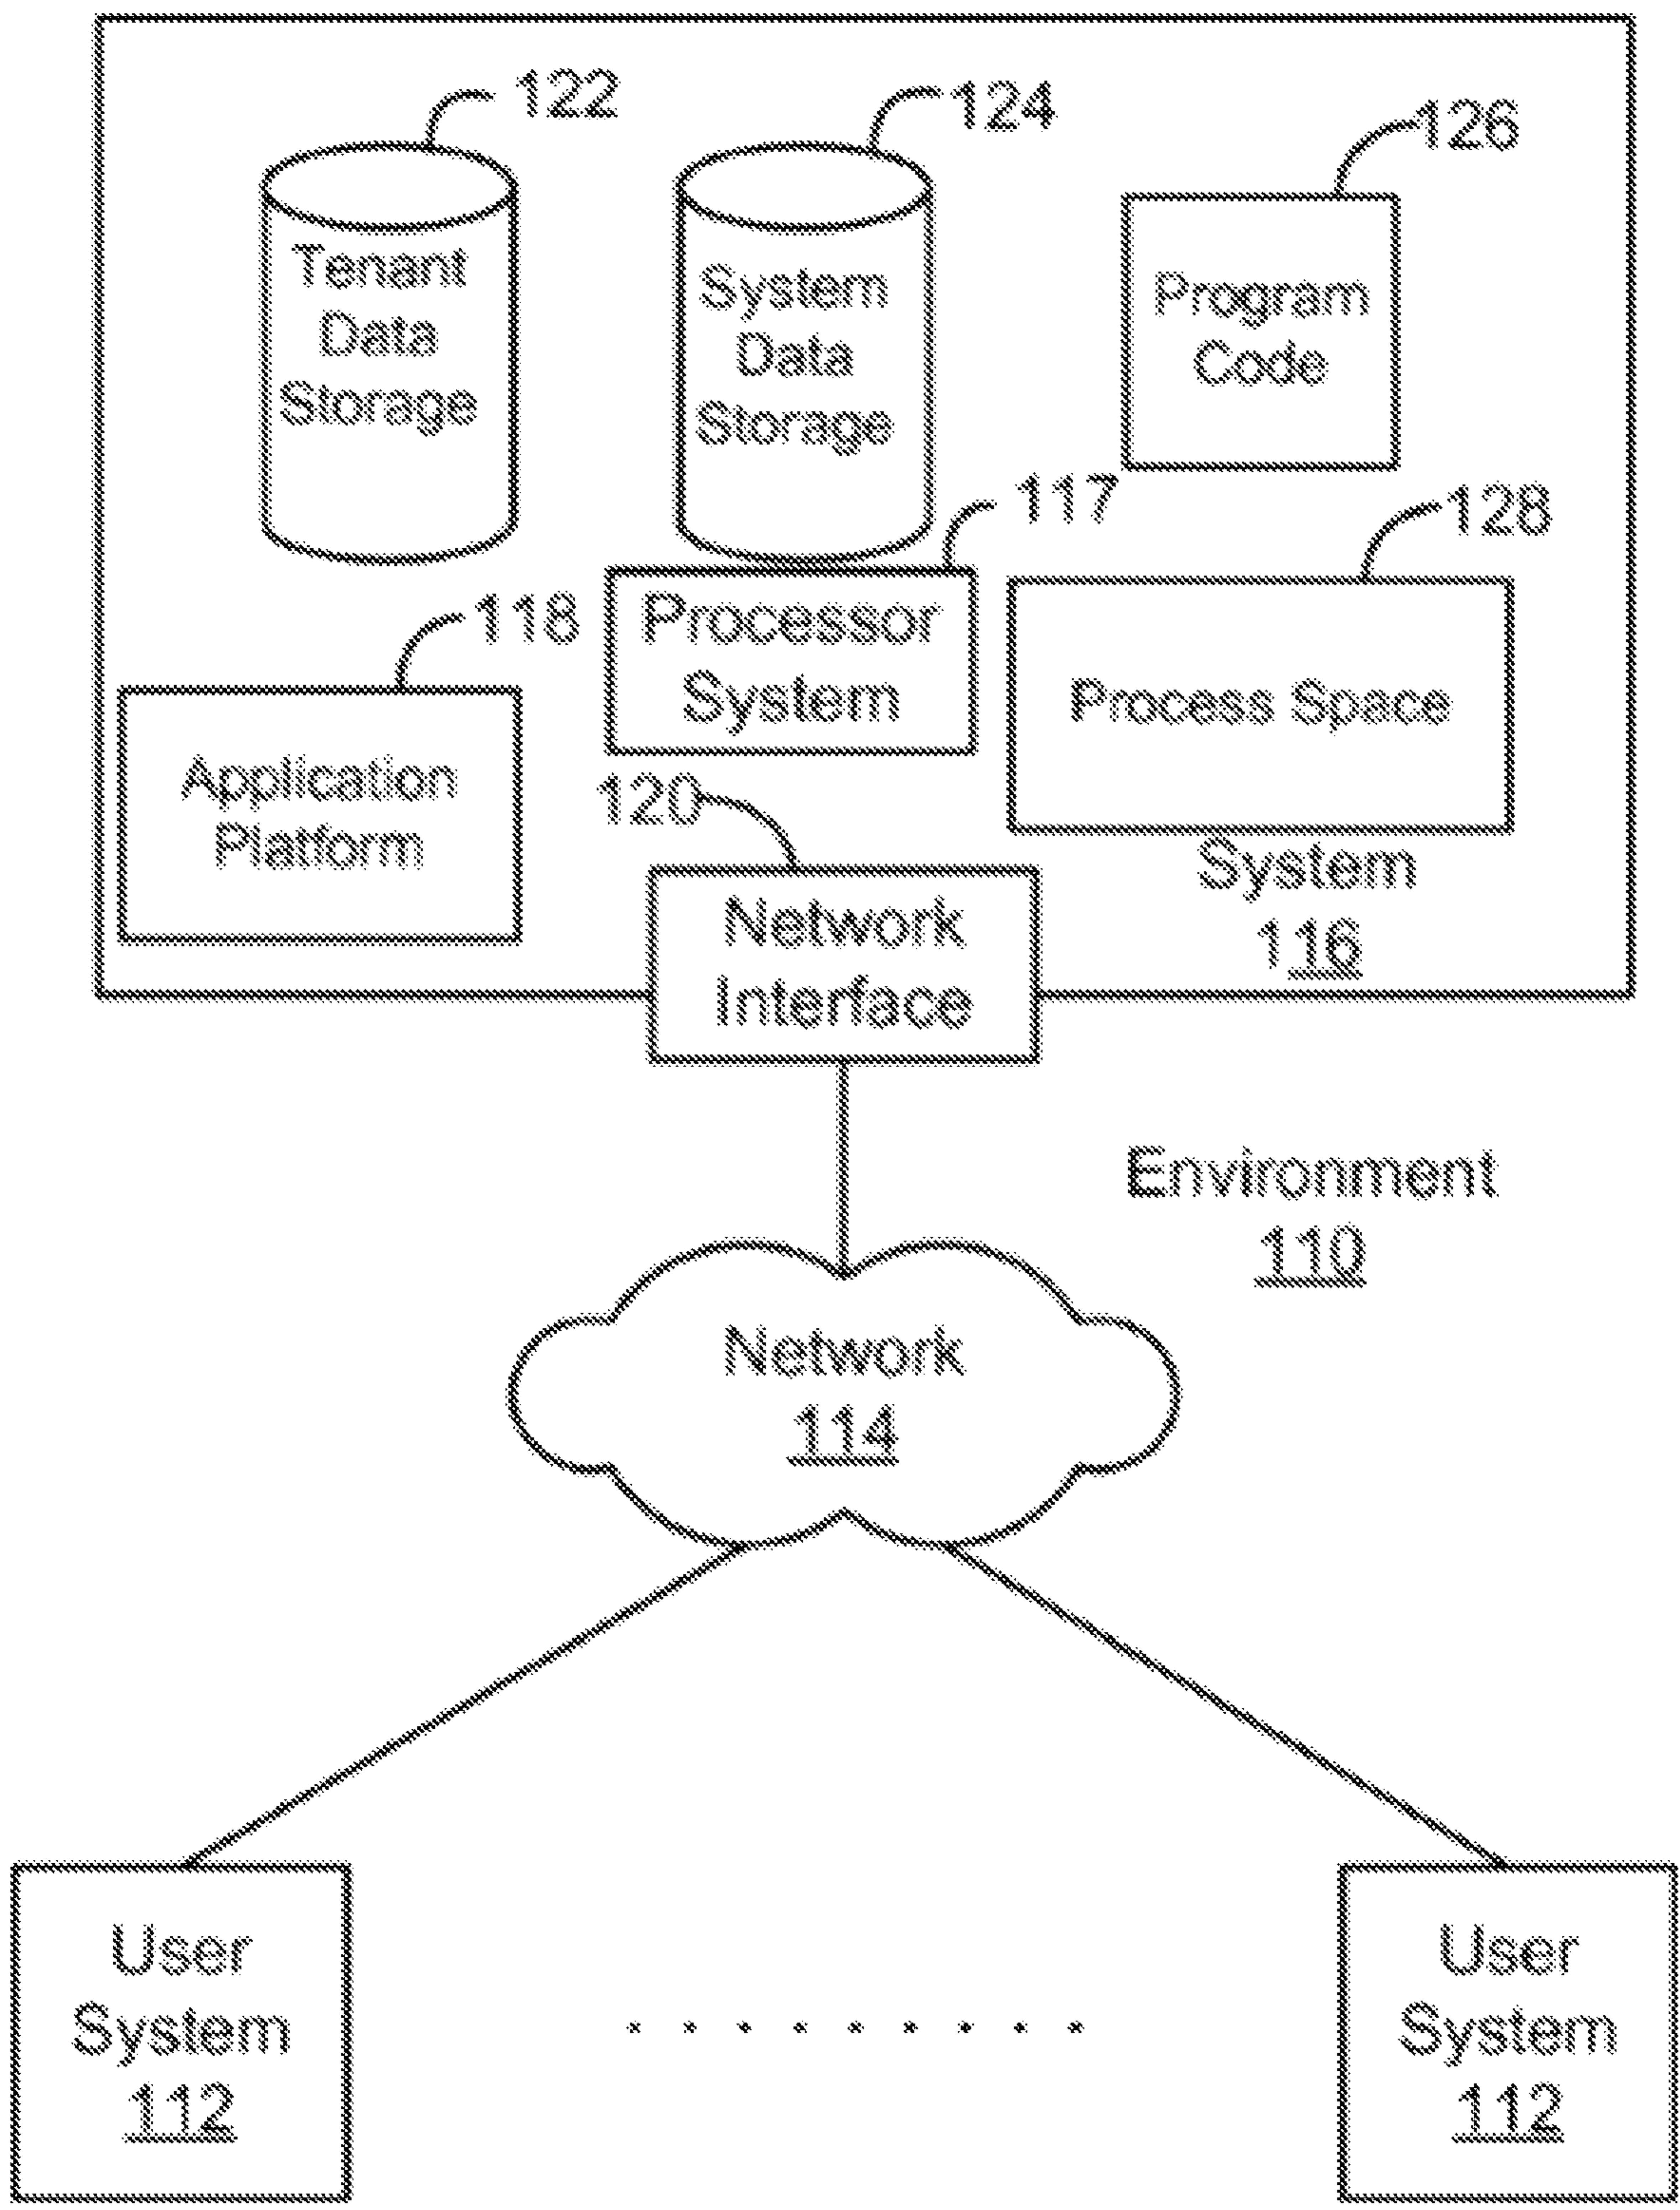 122
124
126
Tenant
Data
Storage
System
Data
Storage
Program
Code
117
128
118
Processor
System
Process Space
Application
Platform
120
System
116
Network
Interface
Environment
110
Network
114
User
System
112
.........
User
System
112